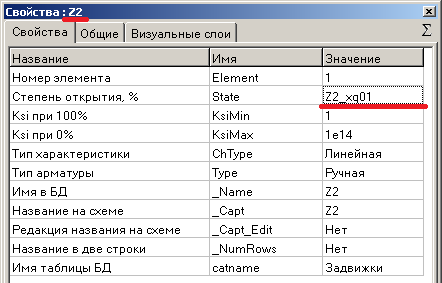 Свойства : Z2
Свойства Общие Визуальные слои Σ
Название Имя Значение
Номер элемента Element 1
Степень открытия, % State Z2_xq01
Ksi при 100% KsiMin 1
Ksi при 0% KsiMax 1e14
Тип характеристики ChType Линейная
Тип арматуры Type Ручная
Имя в БД _Name Z2
Название на схеме _Capt Z2
Редакция названия на схеме _Capt_Edit Нет
Название в две строки _NumRows Нет
Имя таблицы БД catname Задвижки